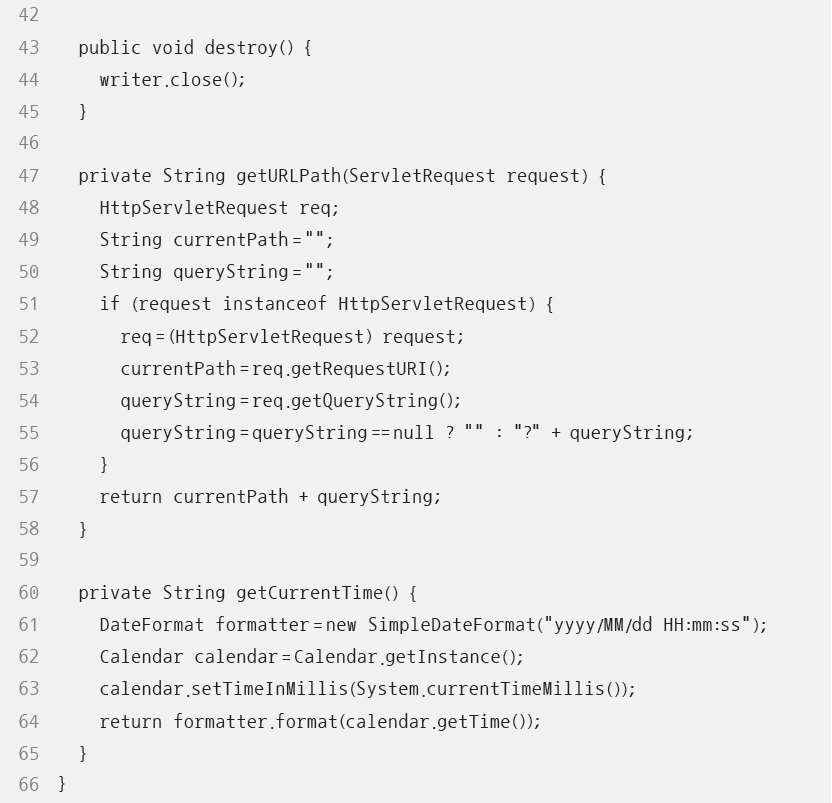 42
43 public void destroy() {
44 writer.close();
45 }
46
47 private String getURLPath(ServletRequest request) {
48 HttpServletRequest req;
49 String currentPath="";
50 String queryString="";
51 if (request instanceof HttpServletRequest) {
52 req=(HttpServletRequest) request;
53 currentPath=req.getRequestURI();
54 queryString=req.getQueryString();
55 queryString=queryString==null ? "" : "?" + queryString;
56 }
57 return currentPath + queryString;
58 }
59
60 private String getCurrentTime() {
61 DateFormat formatter=new SimpleDateFormat("yyyy/MM/dd HH:mm:ss");
62 Calendar calendar=Calendar.getInstance();
63 calendar.setTimeInMillis(System.currentTimeMillis());
64 return formatter.format(calendar.getTime());
65 }
66 }